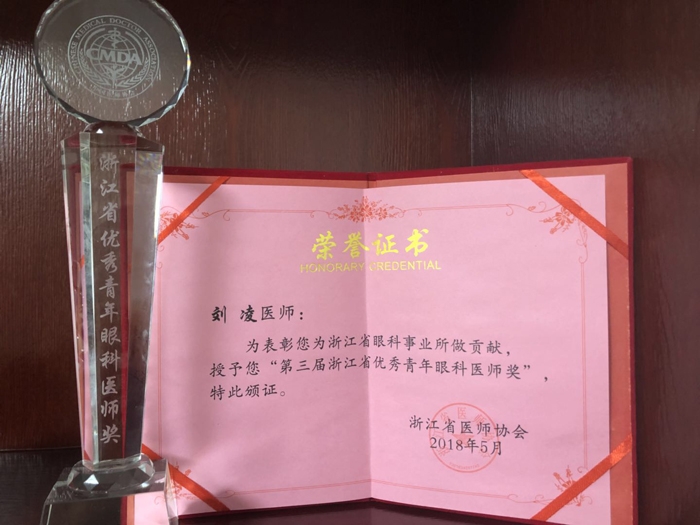 CMDA
浙江省优秀青年眼科医师奖
荣誉证书
HONORARY CREDENTIAL
刘 凌医师：
为表彰您为浙江省眼科事业所做贡献，
授予您“第三届浙江省优秀青年眼科医师奖”，
特此颁证。
浙江省医师协会
2018年5月